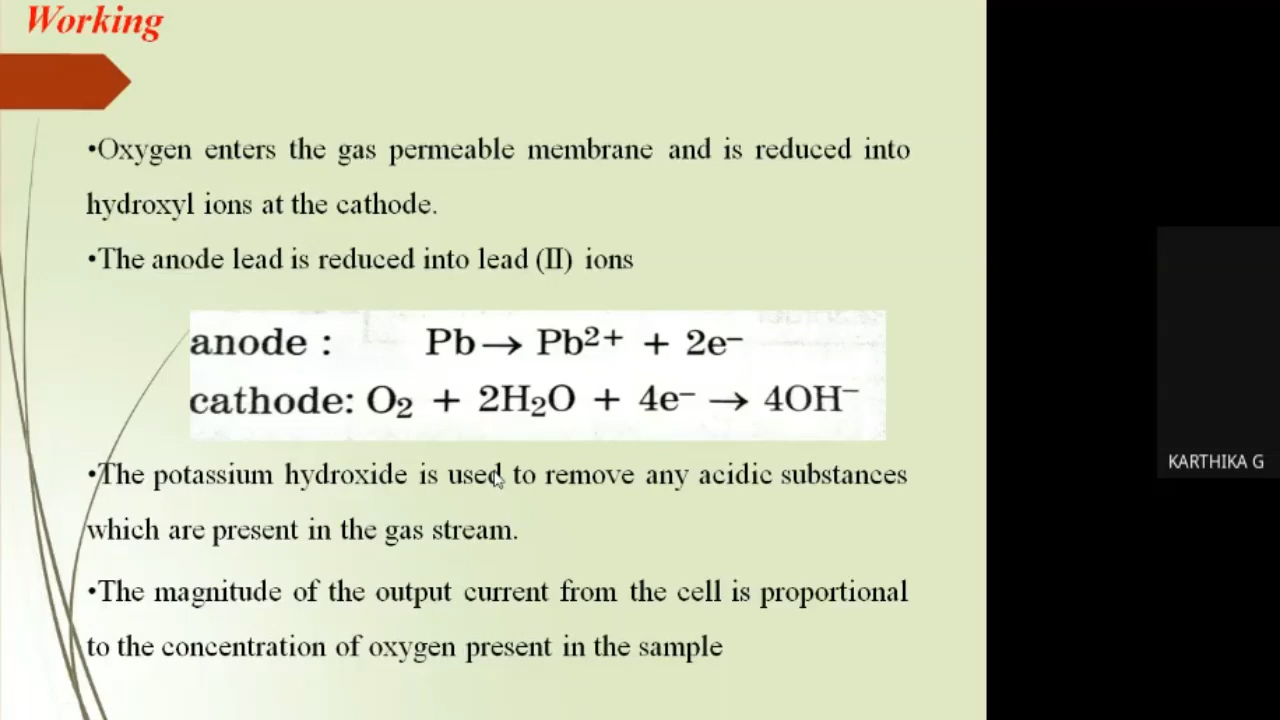 Working
•Oxygen enters the gas permeable membrane and is reduced into
hydroxyl ions at the cathode.
•The anode lead is reduced into lead (II) ions
anode : Pb→ Pb²⁺ + 2e⁻
cathode: O₂ + 2H₂O + 4e⁻ → 4OH⁻
•The potassium hydroxide is used to remove any acidic substances
which are present in the gas stream.
•The magnitude of the output current from the cell is proportional
to the concentration of oxygen present in the sample
KARTHIKA G